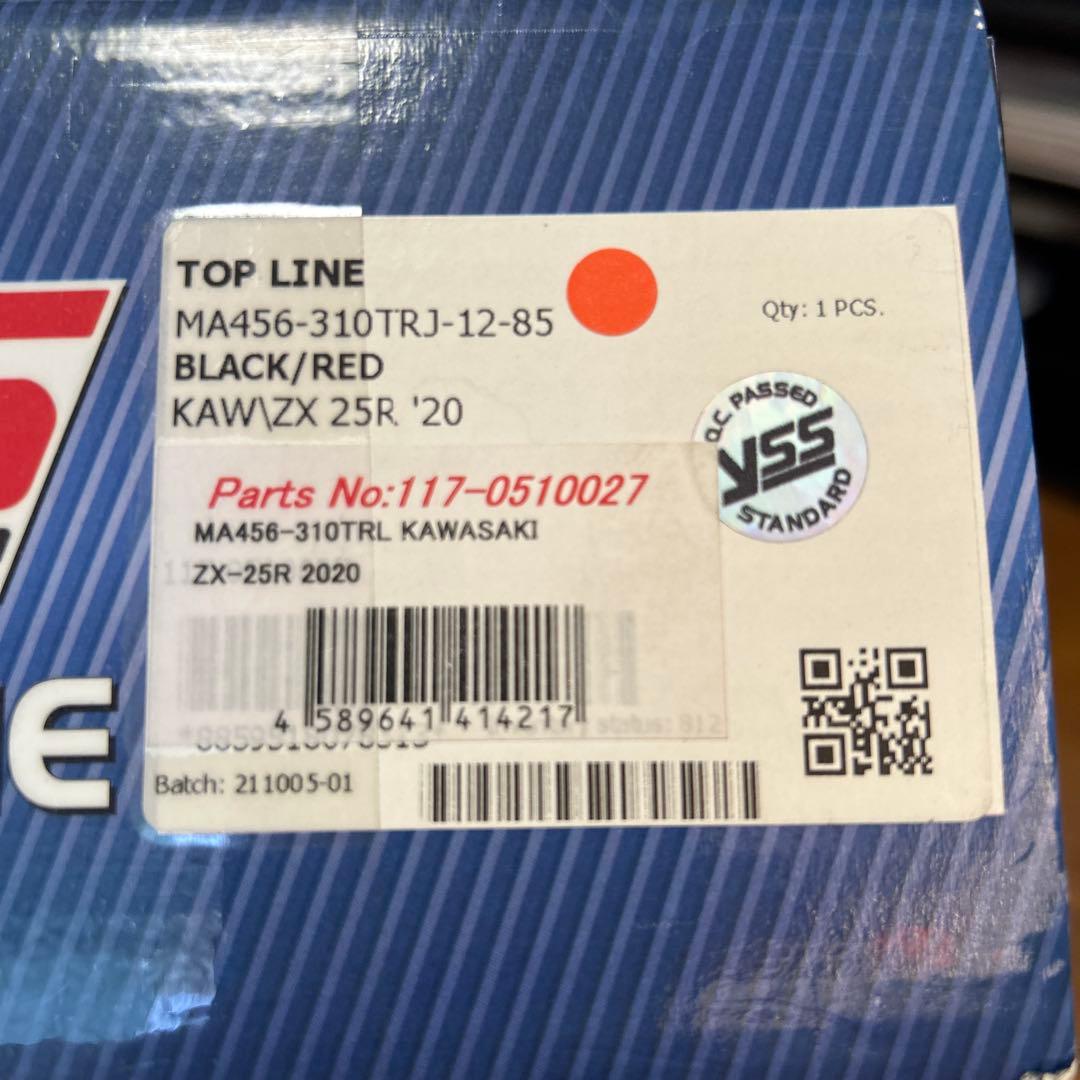 TOP LINE
MA456-310TRJ-12-85
BLACK/RED
KAW\ZX 25R '20
Qty: 1 PCS.
Q.C. PASSED
YSS
STANDARD
Parts No:117-0510027
MA456-310TRL KAWASAKI
ZX-25R 2020
4 589641 414217
Batch: 211005-01
E